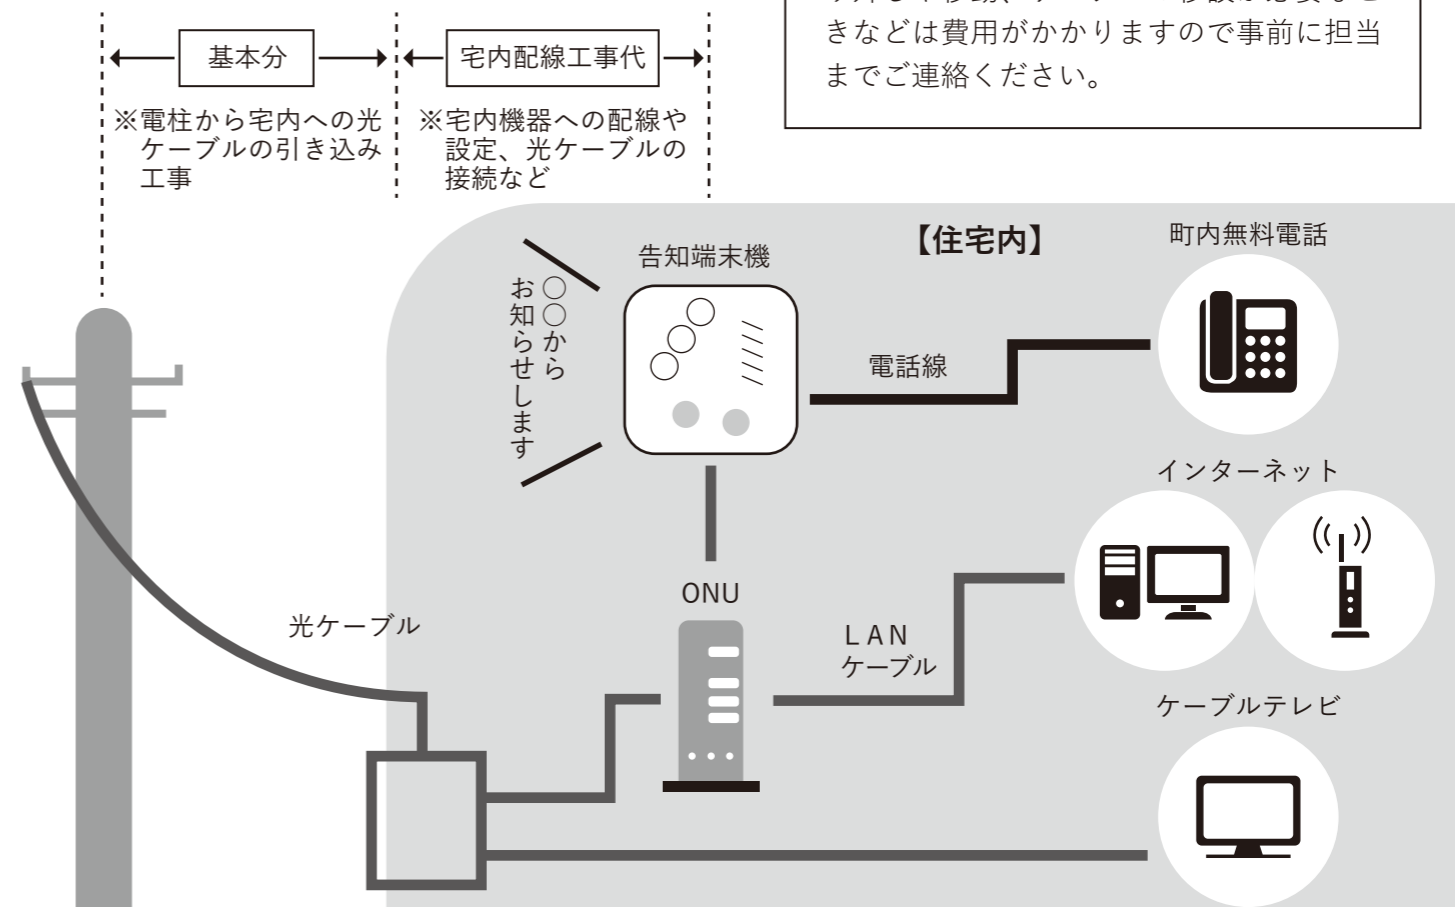 きなどは費用がかかりますので事前に担当
までご連絡ください。
基本分
宅内配線工事代
※電柱から宅内への光
ケーブルの引き込み
工事
※宅内機器への配線や
設定、光ケーブルの
接続など
【住宅内】
告知端末機
〇〇から
お知らせします
電話線
町内無料電話
インターネット
ONU
LAN
ケーブル
光ケーブル
ケーブルテレビ